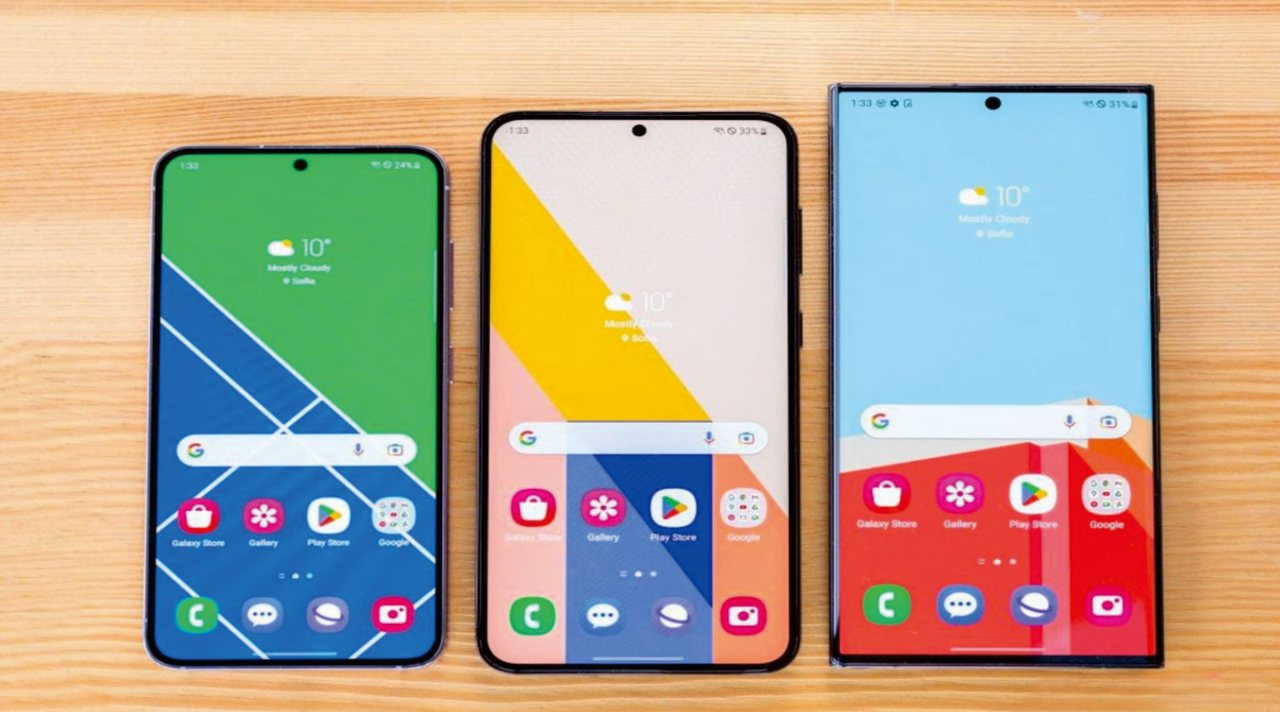 1:33 24%
10°
Mostly Cloudy
Sofia
Galaxy Store Gallery Play Store Google
1:33 33%
10°
Mostly Cloudy
Sofia
Galaxy Store Gallery Play Store Google
1:33 31%
10°
Mostly Cloudy
Sofia
Galaxy Store Gallery Play Store Google